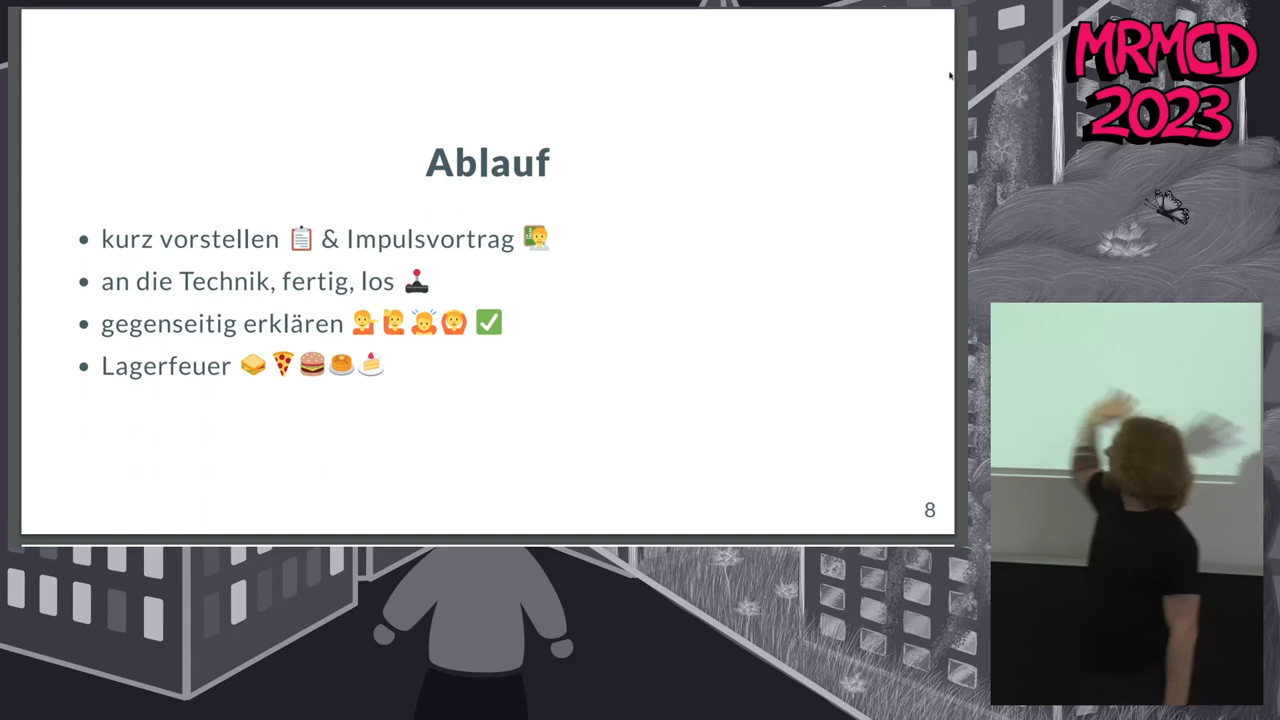 MRMCD
2023
Ablauf
kurz vorstellen 📋 & Impulsvortrag 🧑‍🏫
an die Technik, fertig, los 🕹️
gegenseitig erklären 💁🙋🙇🙆 ✅
Lagerfeuer 🥪🍕🍔🥞🍰
8